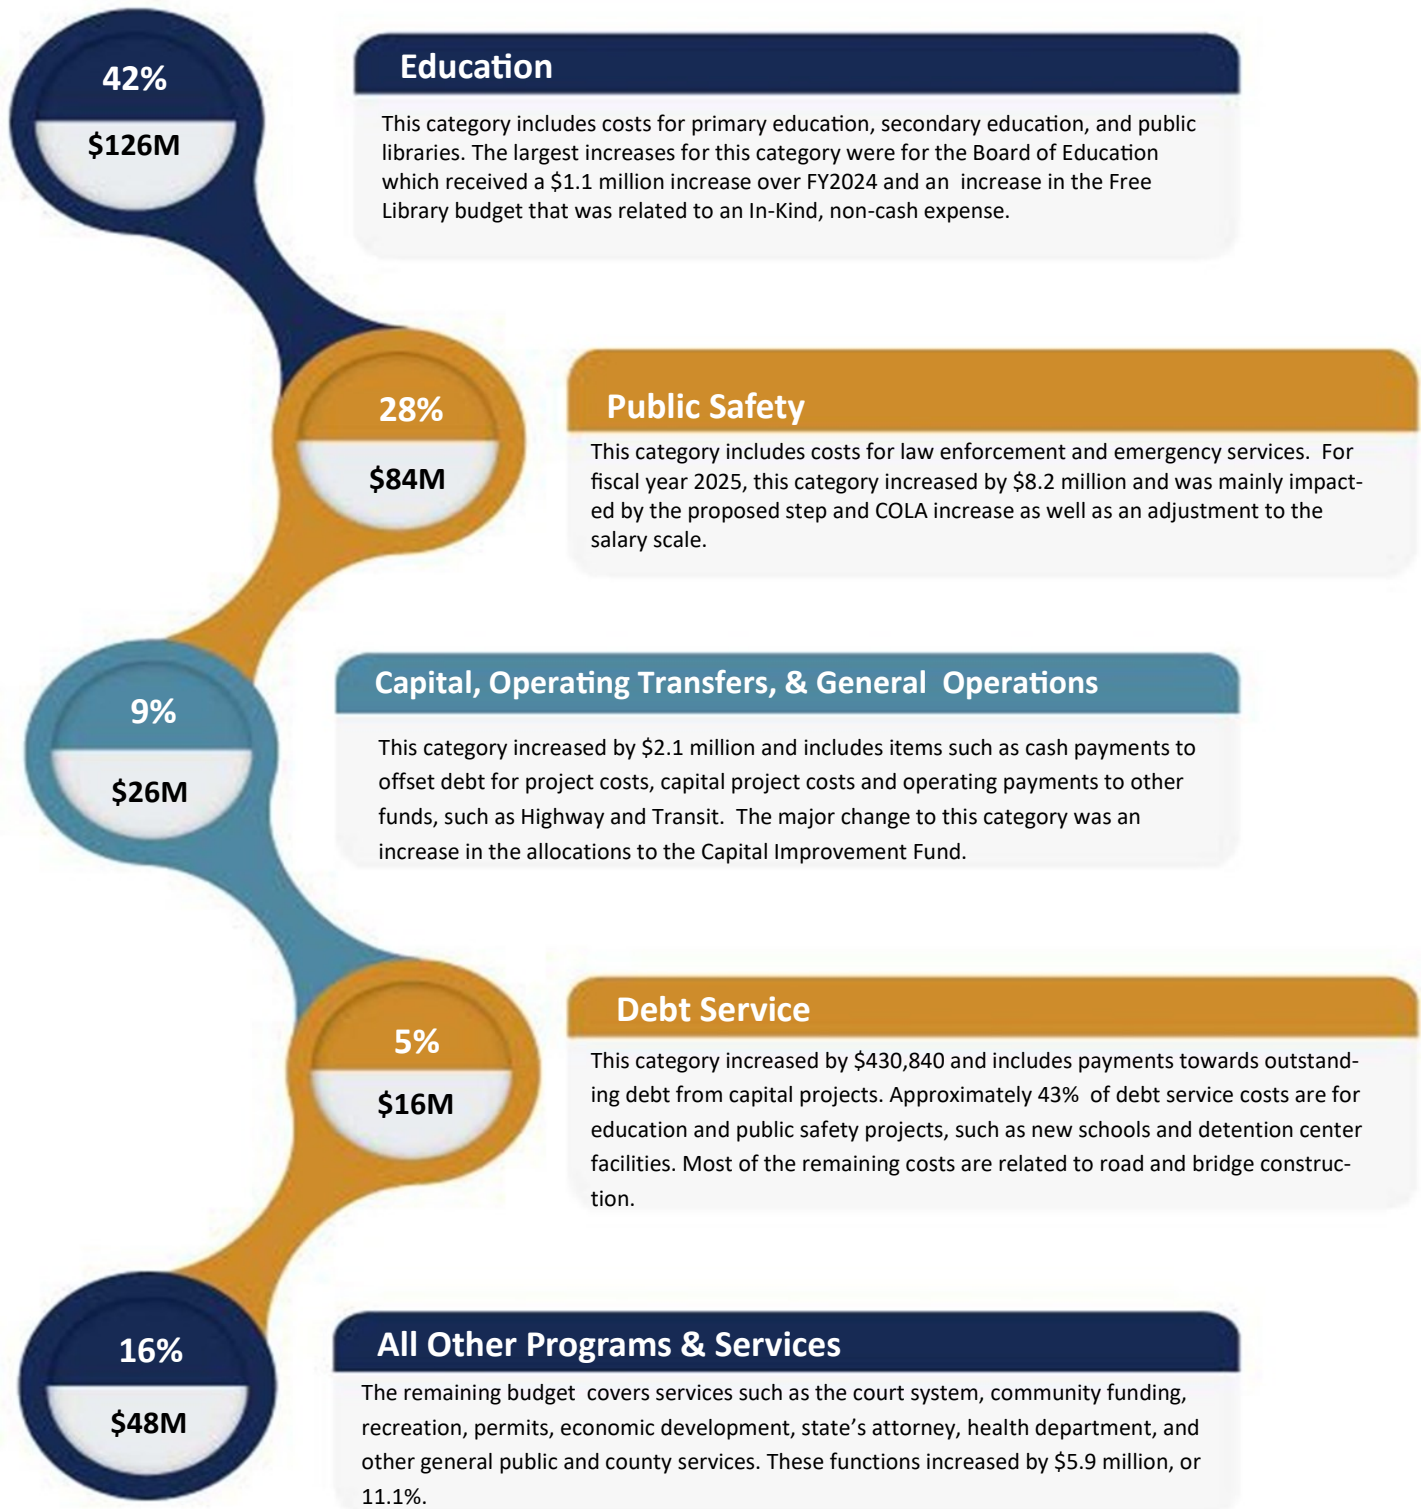 42%
$126M
Education
This category includes costs for primary education, secondary education, and public
libraries. The largest increases for this category were for the Board of Education
which received a $1.1 million increase over FY2024 and an  increase in the Free
Library budget that was related to an In-Kind, non-cash expense.
28%
$84M
Public Safety
This category includes costs for law enforcement and emergency services.  For
fiscal year 2025, this category increased by $8.2 million and was mainly impact-
ed by the proposed step and COLA increase as well as an adjustment to the
salary scale.
9%
$26M
Capital, Operating Transfers, & General  Operations
This category increased by $2.1 million and includes items such as cash payments to
offset debt for project costs, capital project costs and operating payments to other
funds, such as Highway and Transit.  The major change to this category was an
increase in the allocations to the Capital Improvement Fund.
5%
$16M
Debt Service
This category increased by $430,840 and includes payments towards outstand-
ing debt from capital projects. Approximately 43%  of debt service costs are for
education and public safety projects, such as new schools and detention center
facilities. Most of the remaining costs are related to road and bridge construc-
tion.
16%
$48M
All Other Programs & Services
The remaining budget  covers services such as the court system, community funding,
recreation, permits, economic development, state’s attorney, health department, and
other general public and county services. These functions increased by $5.9 million, or
11.1%.